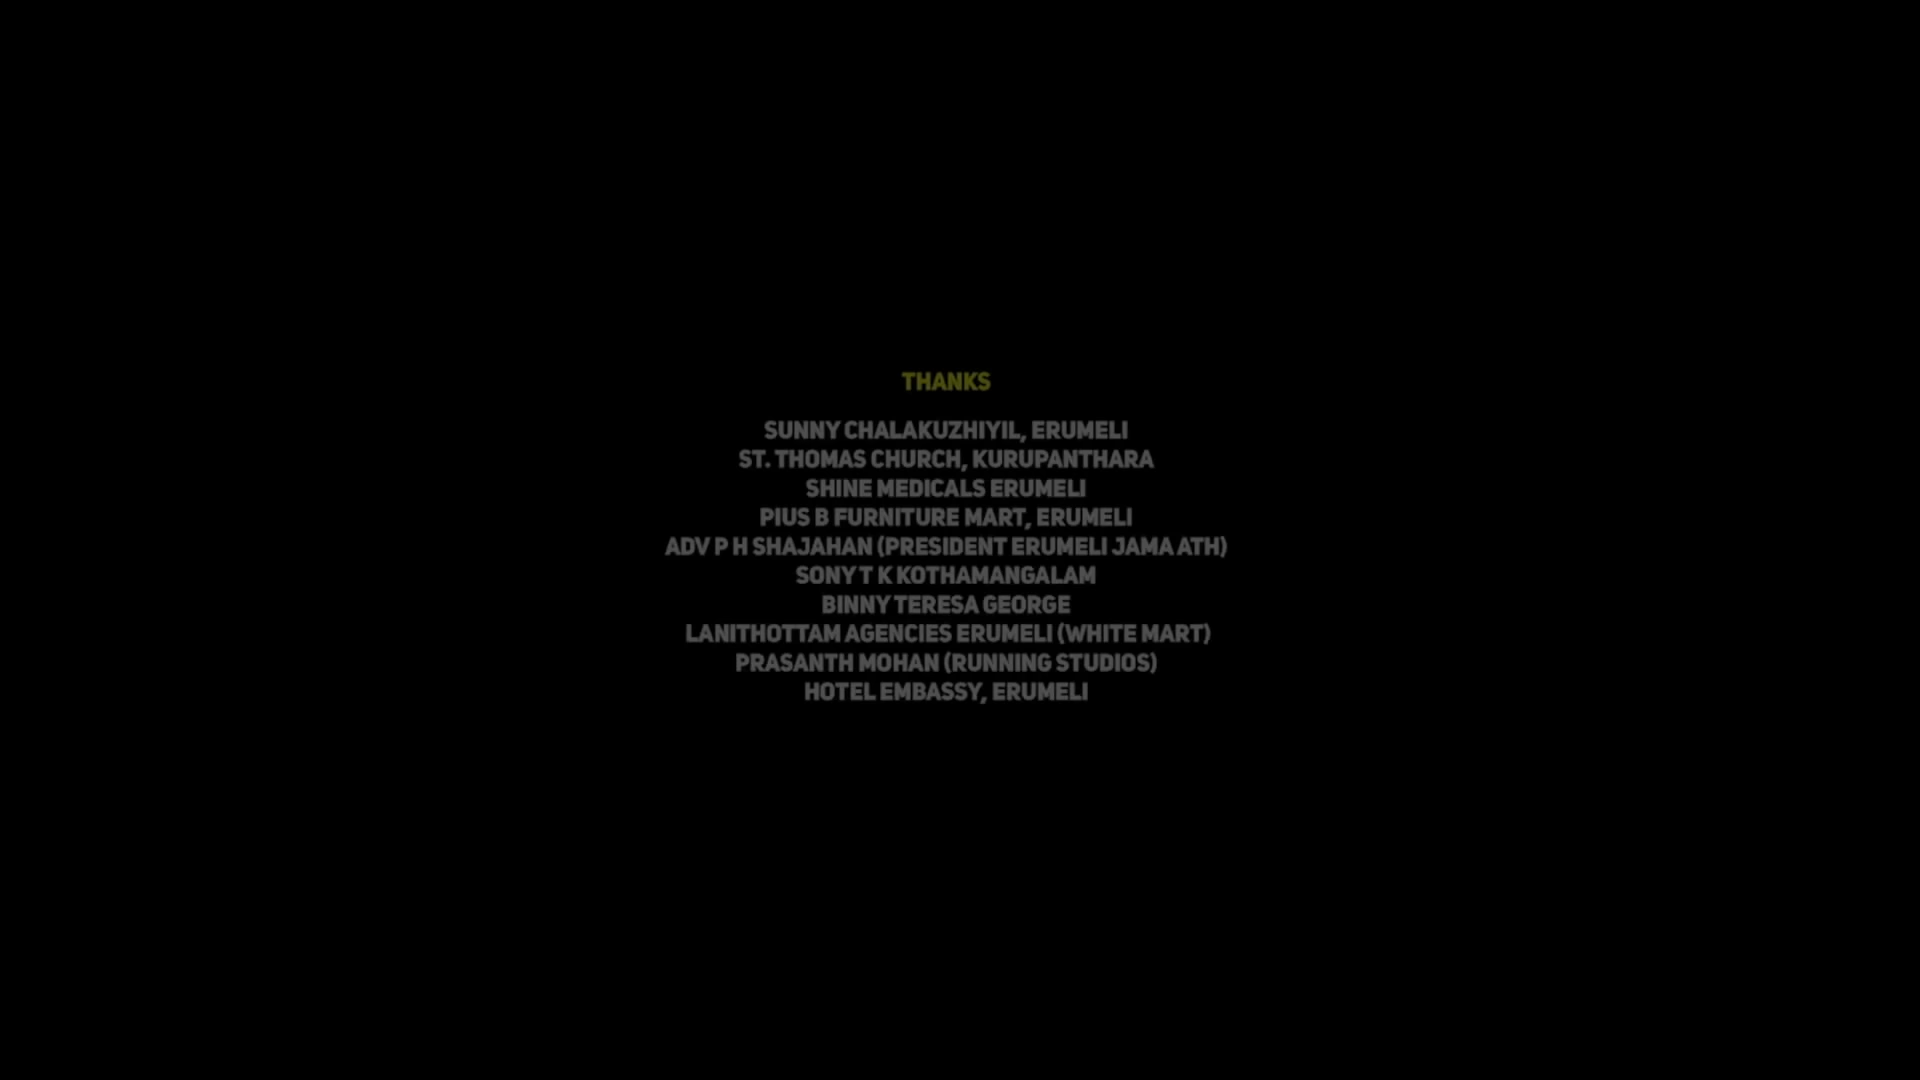 THANKS
SUNNY CHALAKUZHIYIL, ERUMELI
ST. THOMAS CHURCH, KURUPANTHARA
SHINE MEDICALS ERUMELI
PIUS B FURNITURE MART, ERUMELI
ADV P H SHAJAHAN (PRESIDENT ERUMELI JAMA ATH)
SONY T K KOTHAMANGALAM
BINNY TERESA GEORGE
LANITHOTTAM AGENCIES ERUMELI (WHITE MART)
PRASANTH MOHAN (RUNNING STUDIOS)
HOTEL EMBASSY, ERUMELI